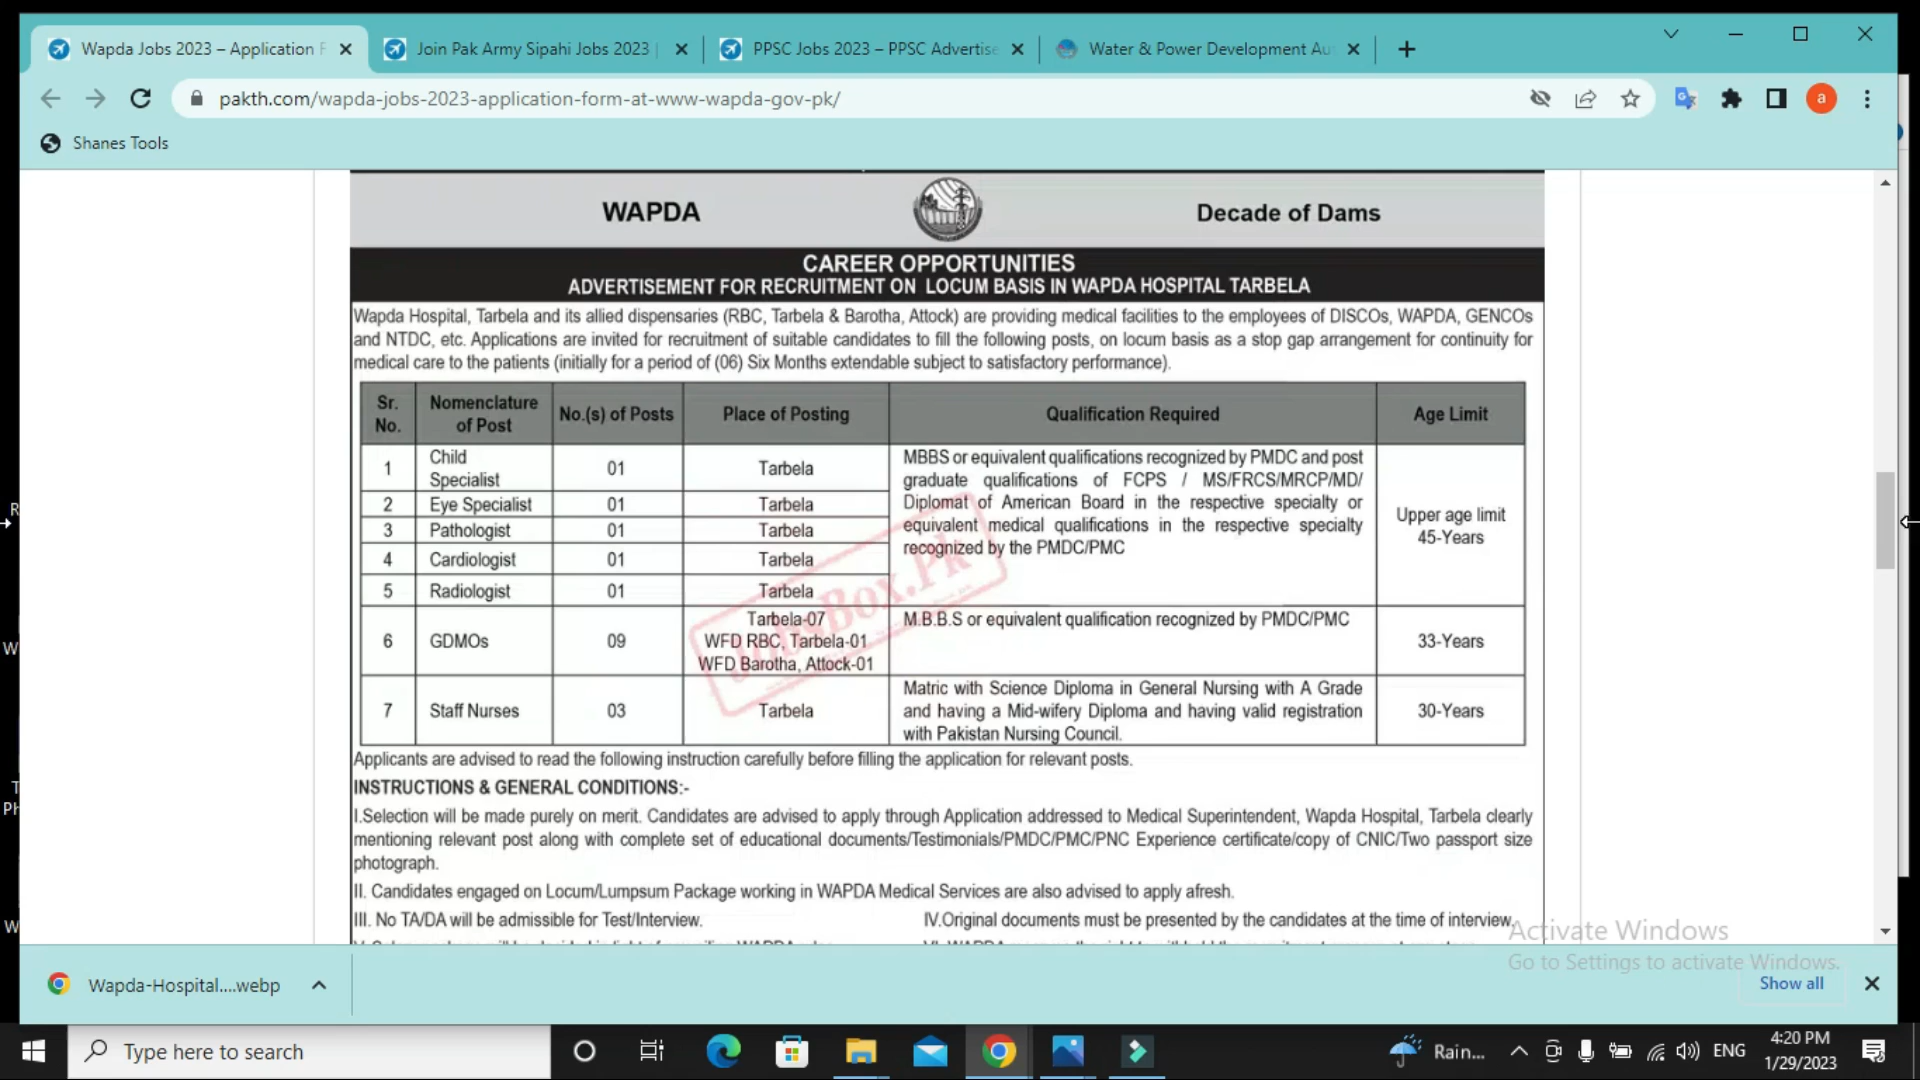 Wapda Jobs 2023 – Application F
Join Pak Army Sipahi Jobs 2023 |
PPSC Jobs 2023 – PPSC Advertise
Water & Power Development Au
pakth.com/wapda-jobs-2023-application-form-at-www-wapda-gov-pk/
a
Shanes Tools
WAPDA
Decade of Dams
CAREER OPPORTUNITIES
ADVERTISEMENT FOR RECRUITMENT ON LOCUM BASIS IN WAPDA HOSPITAL TARBELA
Wapda Hospital, Tarbela and its allied dispensaries (RBC, Tarbela & Barotha, Attock) are providing medical facilities to the employees of DISCOs, WAPDA, GENCOs
and NTDC, etc. Applications are invited for recruitment of suitable candidates to fill the following posts, on locum basis as a stop gap arrangement for continuity for
medical care to the patients (initially for a period of (06) Six Months extendable subject to satisfactory performance).
Sr. No. Nomenclature of Post No.(s) of Posts Place of Posting Qualification Required Age Limit
1 Child Specialist 01 Tarbela
2 Eye Specialist 01 Tarbela
3 Pathologist 01 Tarbela
4 Cardiologist 01 Tarbela
5 Radiologist 01 Tarbela
MBBS or equivalent qualifications recognized by PMDC and post
graduate qualifications of FCPS / MS/FRCS/MRCP/MD/
Diplomat of American Board in the respective specialty or
equivalent medical qualifications in the respective specialty
recognized by the PMDC/PMC
Upper age limit
45-Years
6 GDMOs 09
Tarbela-07
WFD RBC, Tarbela-01
WFD Barotha, Attock-01
M.B.B.S or equivalent qualification recognized by PMDC/PMC
33-Years
7 Staff Nurses 03 Tarbela
Matric with Science Diploma in General Nursing with A Grade
and having a Mid-wifery Diploma and having valid registration
with Pakistan Nursing Council.
30-Years
JobsBox.Pk
Applicants are advised to read the following instruction carefully before filling the application for relevant posts.
INSTRUCTIONS & GENERAL CONDITIONS:-
I.Selection will be made purely on merit. Candidates are advised to apply through Application addressed to Medical Superintendent, Wapda Hospital, Tarbela clearly
mentioning relevant post along with complete set of educational documents/Testimonials/PMDC/PMC/PNC Experience certificate/copy of CNIC/Two passport size
photograph.
II. Candidates engaged on Locum/Lumpsum Package working in WAPDA Medical Services are also advised to apply afresh.
III. No TA/DA will be admissible for Test/Interview.
IV.Original documents must be presented by the candidates at the time of interview.
Activate Windows
Go to Settings to activate Windows.
Wapda-Hospital....webp
Show all
Type here to search
Rain...
ENG
4:20 PM
1/29/2023